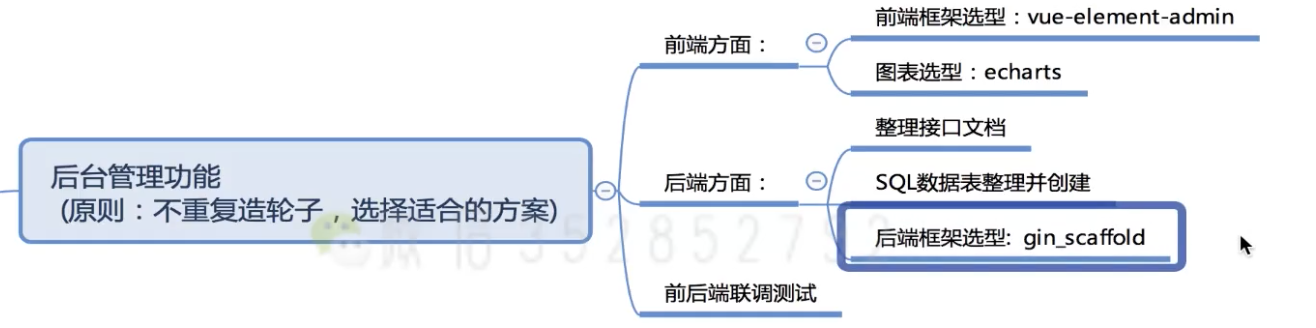 前端框架选型：vue-element-admin
前端方面：
图表选型：echarts
整理接口文档
后台管理功能
(原则：不重复造轮子，选择适合的方案)
后端方面：
SQL数据表整理并创建
后端框架选型: gin_scaffold
微信 352852792
前后端联调测试